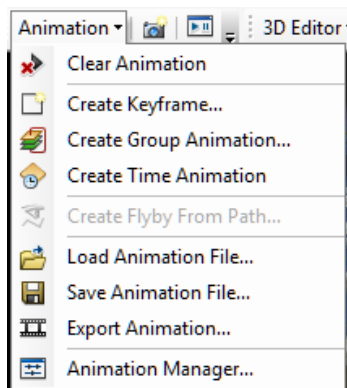 Animation 3D Editor
Clear Animation
Create Keyframe...
Create Group Animation...
Create Time Animation
Create Flyby From Path...
Load Animation File...
Save Animation File...
Export Animation...
Animation Manager...